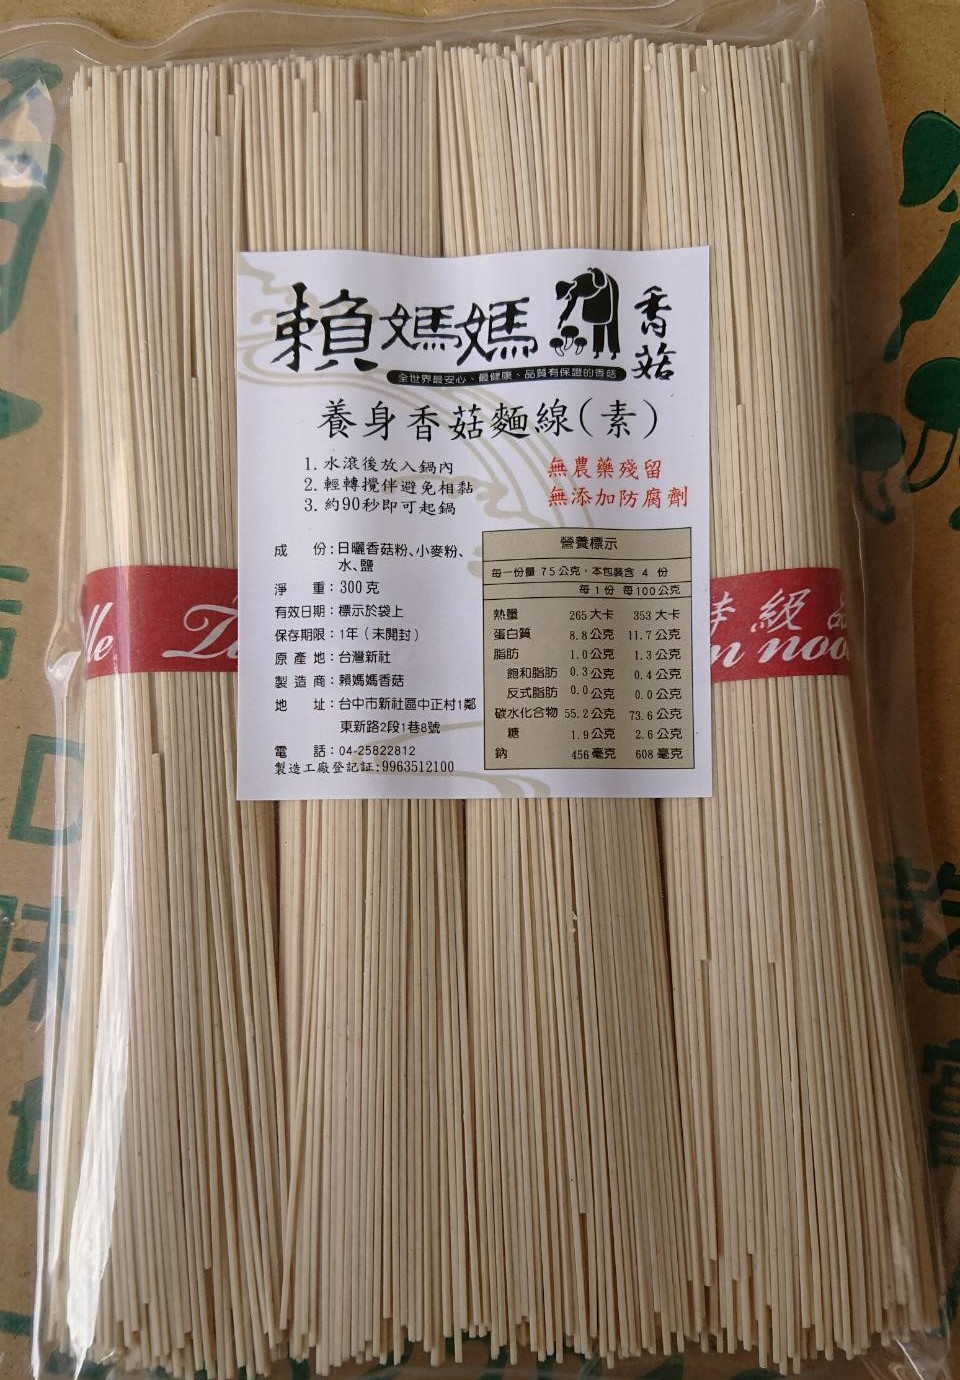 賴媽媽 香菇
全世界最安心、最健康、品質有保證的香菇
養身香菇麵線(素)
1. 水滾後放入鍋內
2. 輕轉攪伴避免相黏
3. 約90秒即可起鍋
無農藥殘留
無添加防腐劑
成 份:日曬香菇粉、小麥粉、
水、鹽
淨 重:300克
有效日期:標示於袋上
保存期限:1年(未開封)
原 產 地:台灣新社
製 造 商:賴媽媽香菇
地 址:台中市新社區中正村1鄰
東新路2段1巷8號
電 話:04-25822812
製造工廠登記証:9963512100
營養標示
每一份量 75公克,本包裝含 4 份
每 1 份 每100公克
熱量 265大卡 353 大卡
蛋白質 8.8公克 11.7公克
脂肪 1.0公克 1.3公克
飽和脂肪 0.3公克 0.4公克
反式脂肪 0.0公克 0.0公克
碳水化合物 55.2公克 73.6公克
糖 1.9公克 2.6公克
鈉 456毫克 608毫克
級